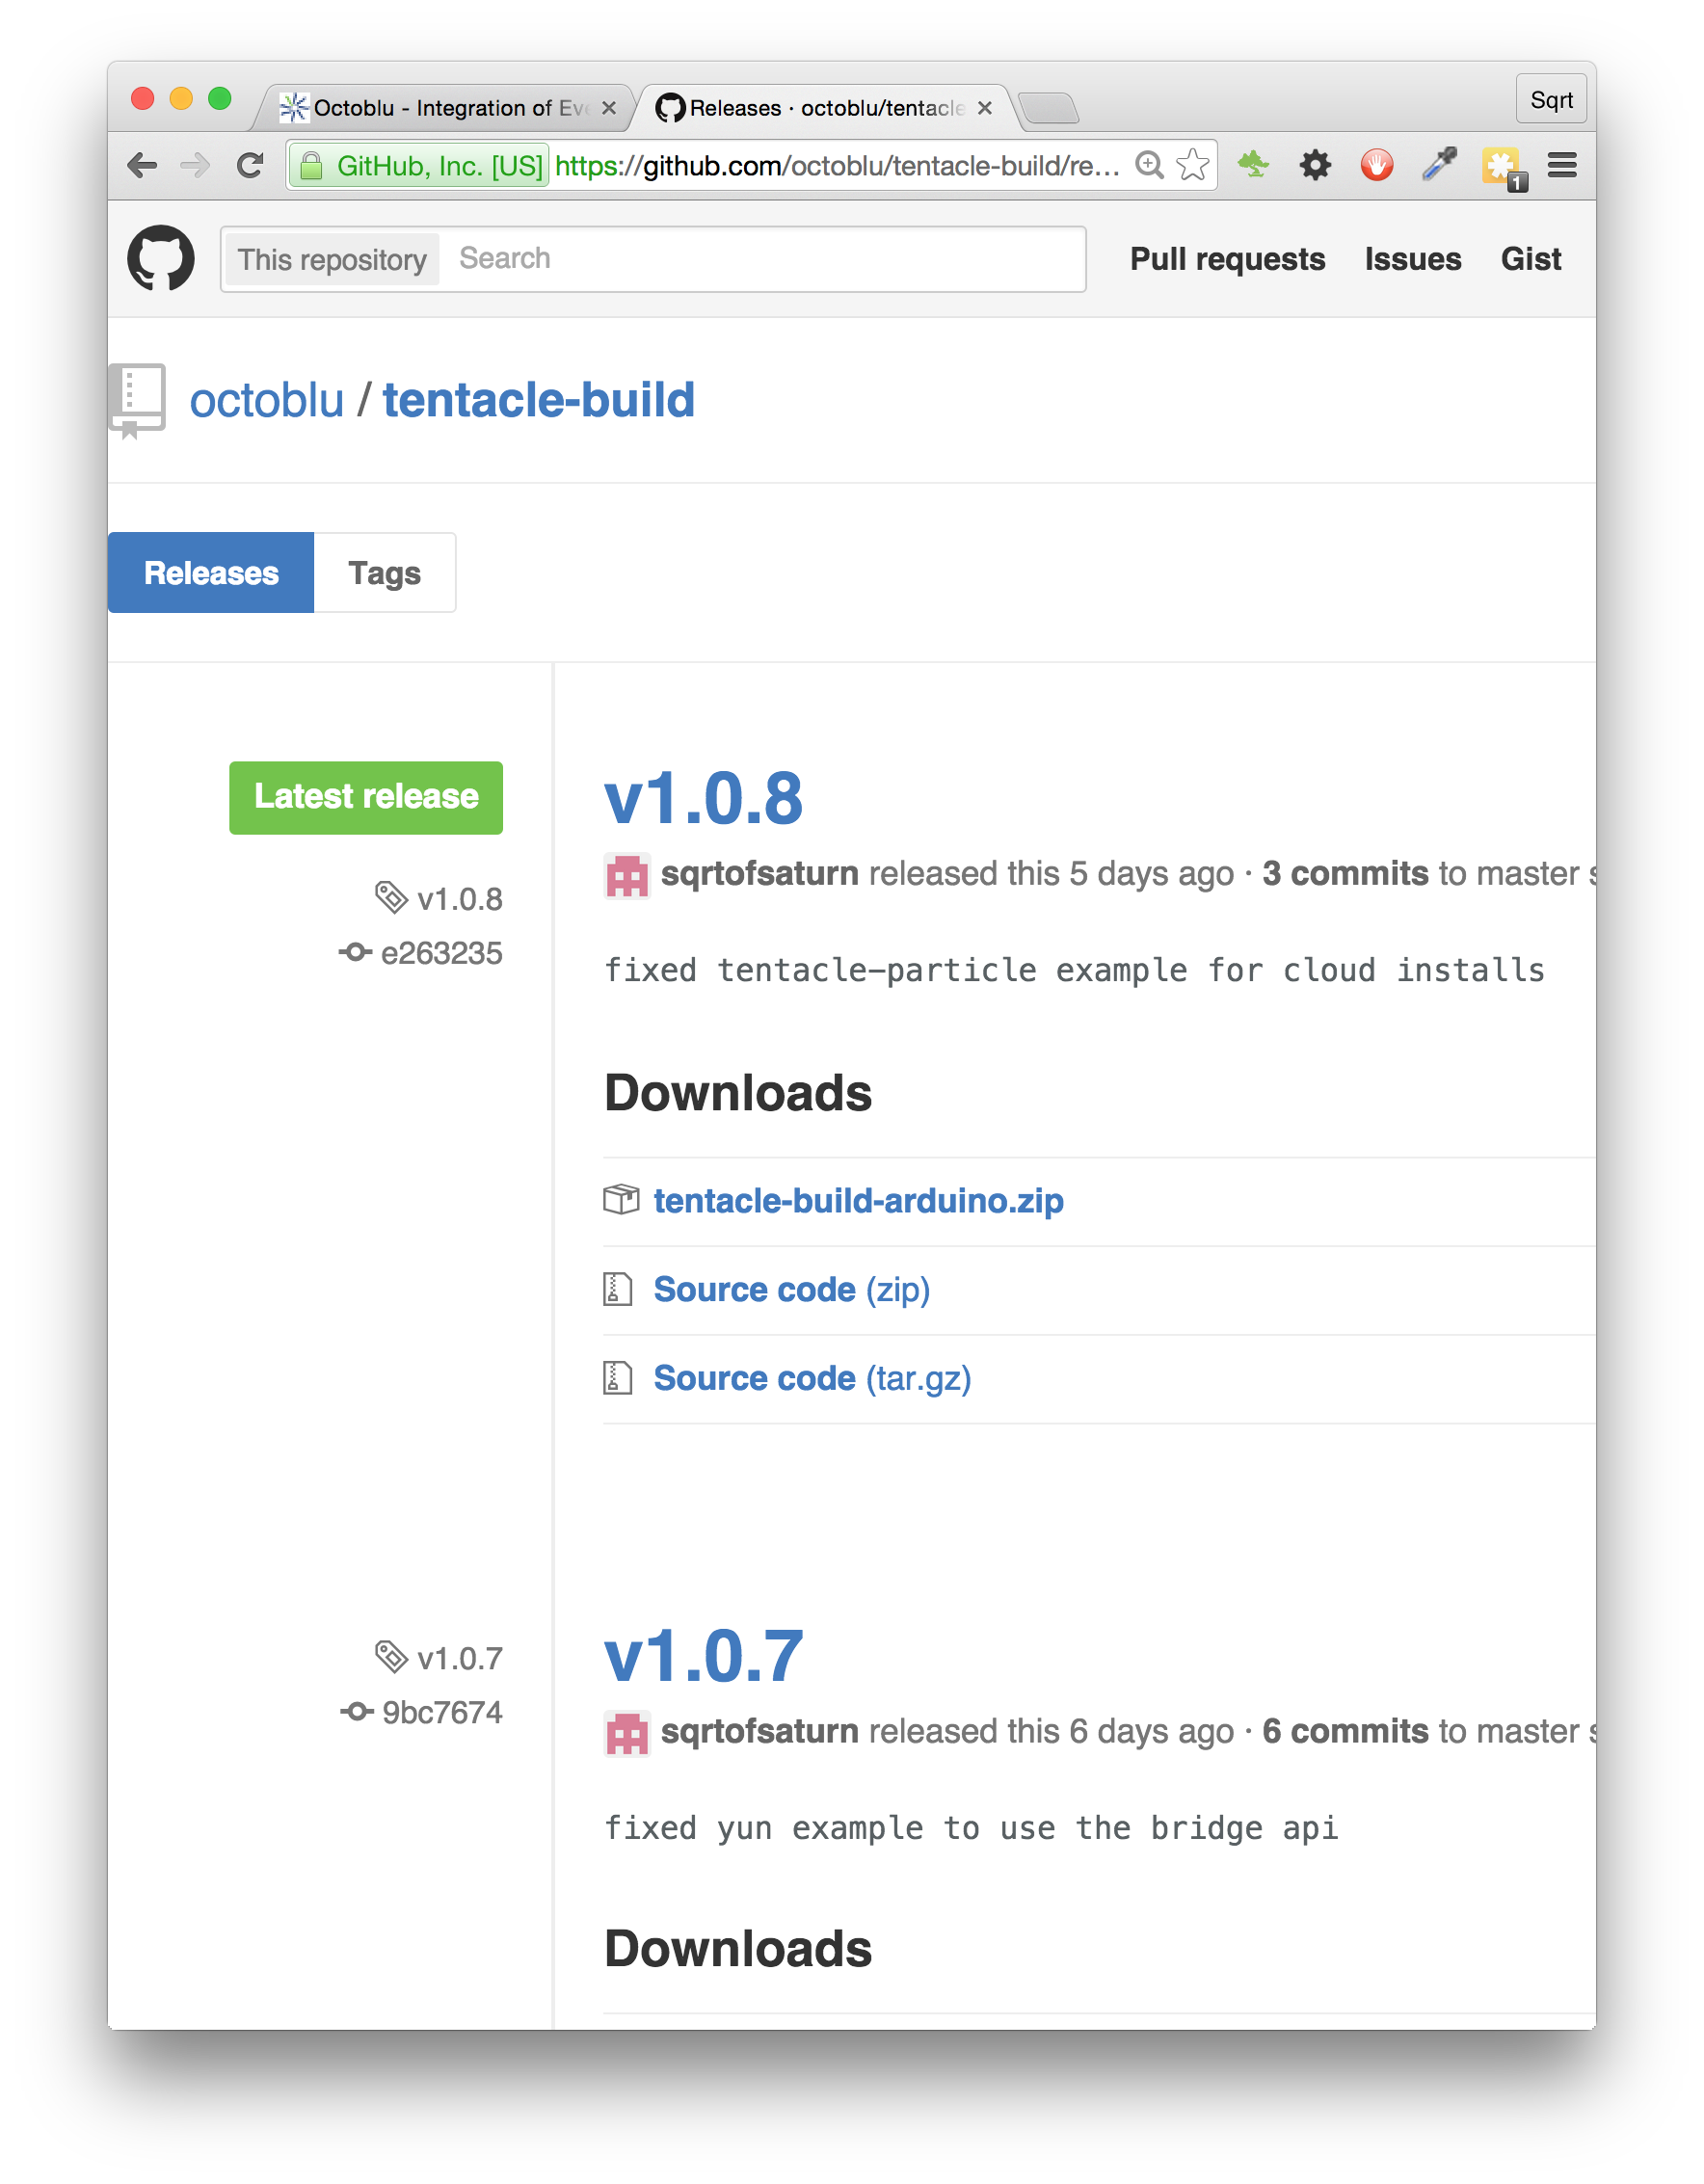 Octoblu - Integration of Eve
Releases · octoblu/tentacle
Sqrt
GitHub, Inc. [US] https://github.com/octoblu/tentacle-build/re...
1
This repository Search
Pull requests Issues Gist
octoblu / tentacle-build
Releases Tags
Latest release
v1.0.8
e263235
v1.0.8
sqrtofsaturn released this 5 days ago · 3 commits to master s
fixed tentacle-particle example for cloud installs
Downloads
tentacle-build-arduino.zip
Source code (zip)
Source code (tar.gz)
v1.0.7
9bc7674
v1.0.7
sqrtofsaturn released this 6 days ago · 6 commits to master s
fixed yun example to use the bridge api
Downloads